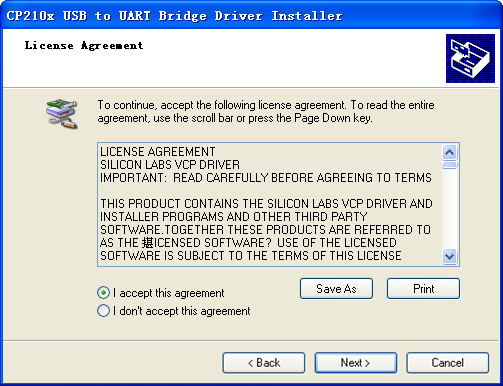 CP210x USB to UART Bridge Driver Installer
License Agreement
To continue, accept the following license agreement. To read the entire
agreement, use the scroll bar or press the Page Down key.
LICENSE AGREEMENT
SILICON LABS VCP DRIVER
IMPORTANT:  READ CAREFULLY BEFORE AGREEING TO TERMS
THIS PRODUCT CONTAINS THE SILICON LABS VCP DRIVER AND
INSTALLER PROGRAMS AND OTHER THIRD PARTY
SOFTWARE.TOGETHER THESE PRODUCTS ARE REFERRED TO
AS THE 揕ICENSED SOFTWARE?  USE OF THE LICENSED
SOFTWARE IS SUBJECT TO THE TERMS OF THIS LICENSE
Save As
Print
I accept this agreement
I don't accept this agreement
< Back
Next >
Cancel